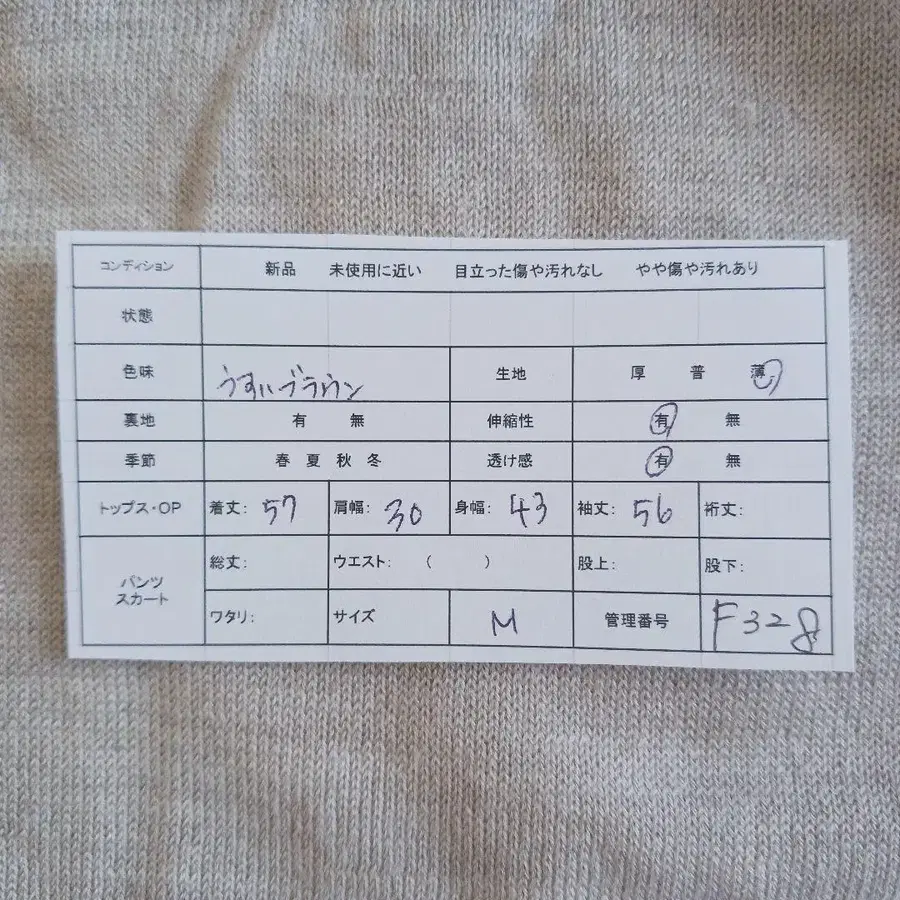 コンディション 新品 未使用に近い 目立った傷や汚れなし やや傷や汚れあり
状態
色味 うすいブラウン 生地 厚 普 薄
裏地 有 無 伸縮性 有 無
季節 春 夏 秋 冬 透け感 有 無
トップス・OP 着丈: 57 肩幅: 30 身幅: 43 袖丈: 56 裄丈:
パンツ スカート 総丈: ウエスト: ( ) 股上: 股下:
ワタリ: サイズ M 管理番号 F328